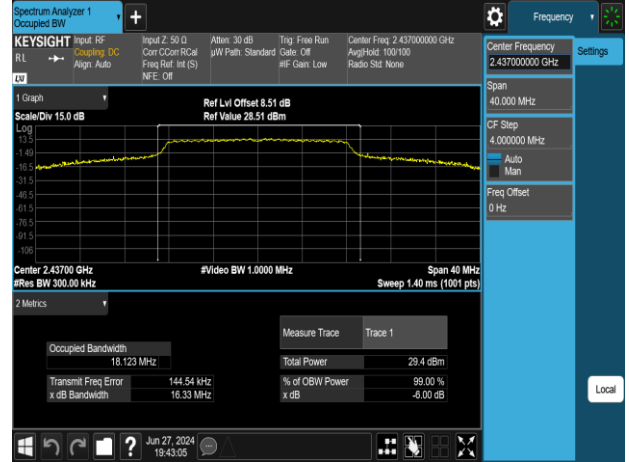 Spectrum Analyzer 1
Occupied BW
+
Frequency
KEYSIGHT
RL
LXI
Input: RF
Coupling: DC
Align: Auto
Input Z: 50 Ω
Corr CCorr RCal
Freq Ref: Int (S)
NFE: Off
Atten: 30 dB
µW Path: Standard
Trig: Free Run
Gate: Off
#IF Gain: Low
Center Freq: 2.437000000 GHz
Avg|Hold: 100/100
Radio Std: None
Center Frequency
2.437000000 GHz
Settings
Span
40.000 MHz
CF Step
4.000000 MHz
Auto
Man
Freq Offset
0 Hz
Local
1 Graph
Scale/Div 15.0 dB
Ref Lvl Offset 8.51 dB
Ref Value 28.51 dBm
Log
13.5
-1.49
-16.5
-31.5
-46.5
-61.5
-76.5
-91.5
-106
Center 2.43700 GHz
#Video BW 1.0000 MHz
Span 40 MHz
#Res BW 300.00 kHz
Sweep 1.40 ms (1001 pts)
2 Metrics
Measure Trace
Trace 1
Occupied Bandwidth
18.123 MHz
Total Power
29.4 dBm
Transmit Freq Error
144.54 kHz
% of OBW Power
99.00 %
x dB Bandwidth
16.33 MHz
x dB
-6.00 dB
?
Jun 27, 2024
19:43:05